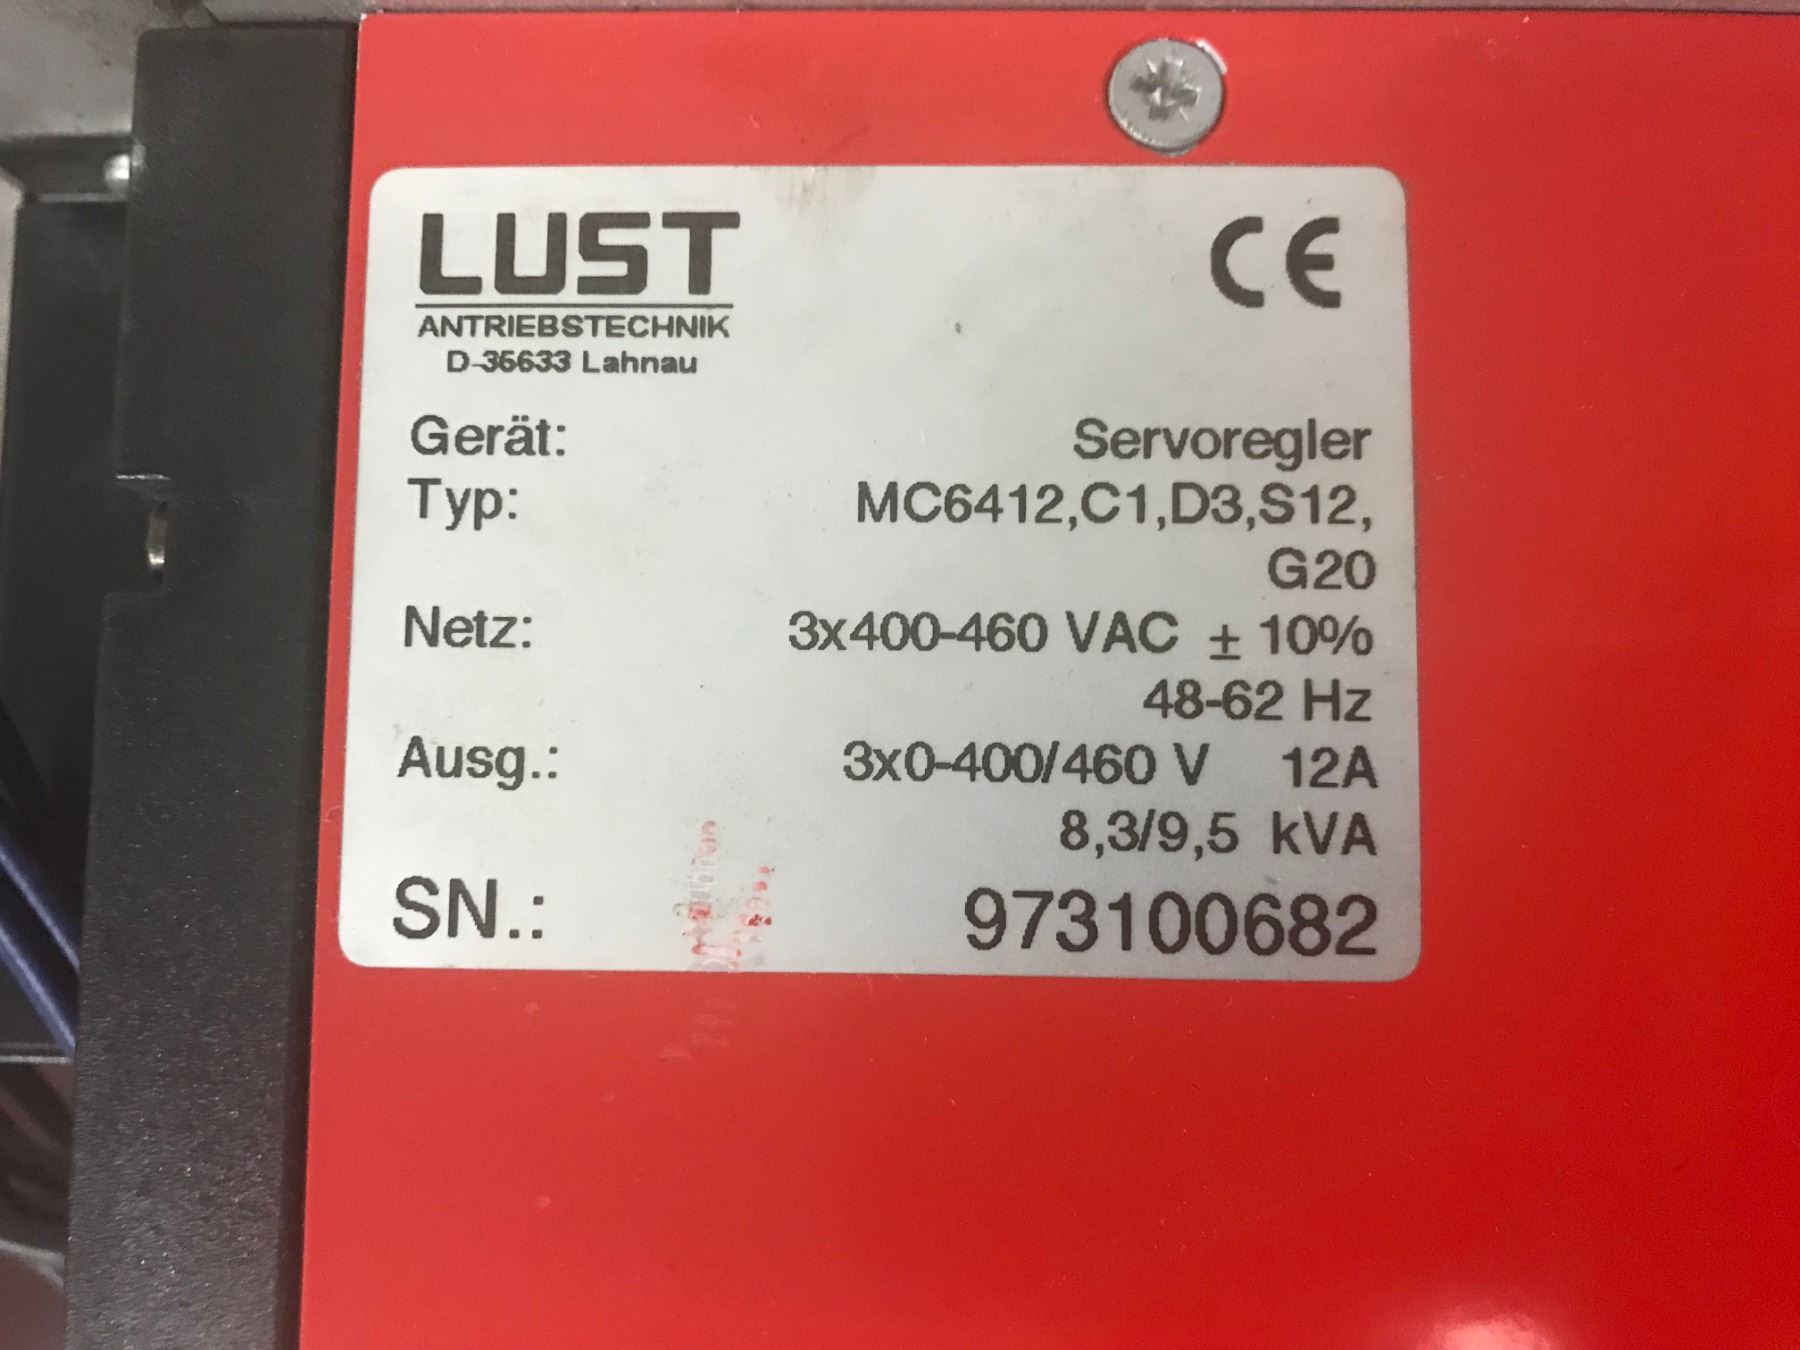 LUST
CE
ANTRIEBSTECHNIK
D-35633 Lahnau
Gerät: Servoregler
Typ: MC6412,C1,D3,S12,
G20
Netz: 3x400-460 VAC ± 10%
48-62 Hz
Ausg.: 3x0-400/460 V 12A
8,3/9,5 kVA
SN.: 973100682